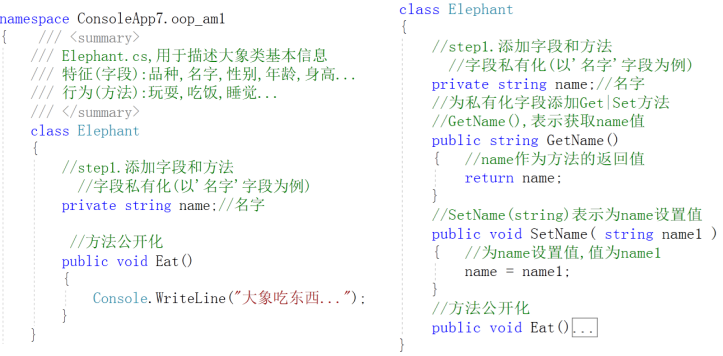 namespace ConsoleApp7.oop_am1
{    /// <summary>
/// Elephant.cs,用于描述大象类基本信息
/// 特征(字段):品种,名字,性别,年龄,身高...
/// 行为(方法):玩耍,吃饭,睡觉...
/// </summary>
class Elephant
{
//step1.添加字段和方法
//字段私有化(以'名字'字段为例)
private string name;//名字
//方法公开化
public void Eat()
{
Console.WriteLine("大象吃东西...");
}
}
class Elephant
{
//step1.添加字段和方法
//字段私有化(以'名字'字段为例)
private string name;//名字
//为私有化字段添加Get|Set方法
//GetName(),表示获取name值
public string GetName()
{   //name作为方法的返回值
return name;
}
//SetName(string)表示为name设置值
public void SetName( string name1 )
{   //为name设置值,值为name1
name = name1;
}
//方法公开化
public void Eat()...
}